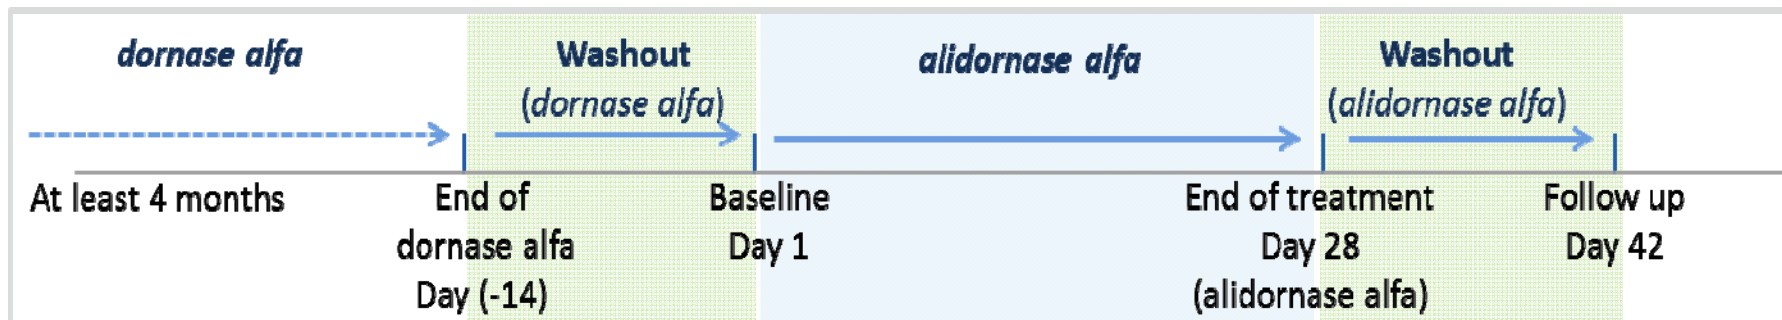 dornase alfa
Washout
(dornase alfa)
alidornase alfa
Washout
(alidornase alfa)
At least 4 months
End of
dornase alfa
Day (-14)
Baseline
Day 1
End of treatment
Day 28
(alidornase alfa)
Follow up
Day 42